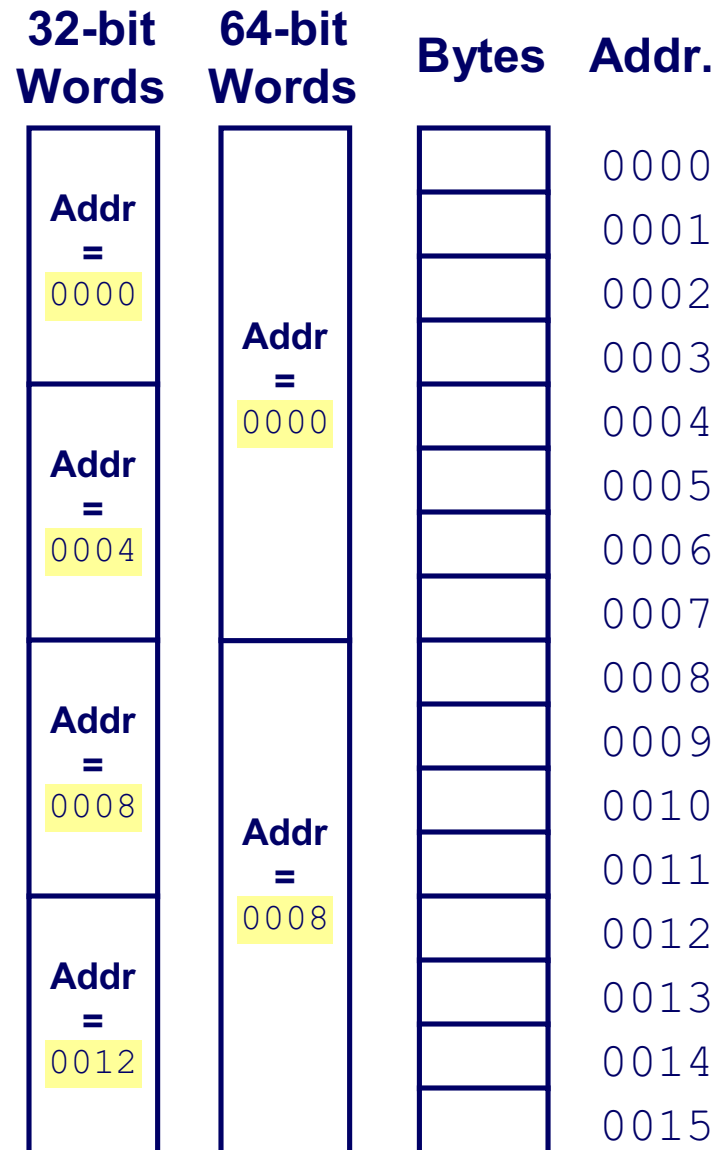 32-bit
Words
64-bit
Words
Bytes
Addr.
Addr
=
0000
Addr
=
0004
Addr
=
0008
Addr
=
0012
Addr
=
0000
Addr
=
0008
0000
0001
0002
0003
0004
0005
0006
0007
0008
0009
0010
0011
0012
0013
0014
0015